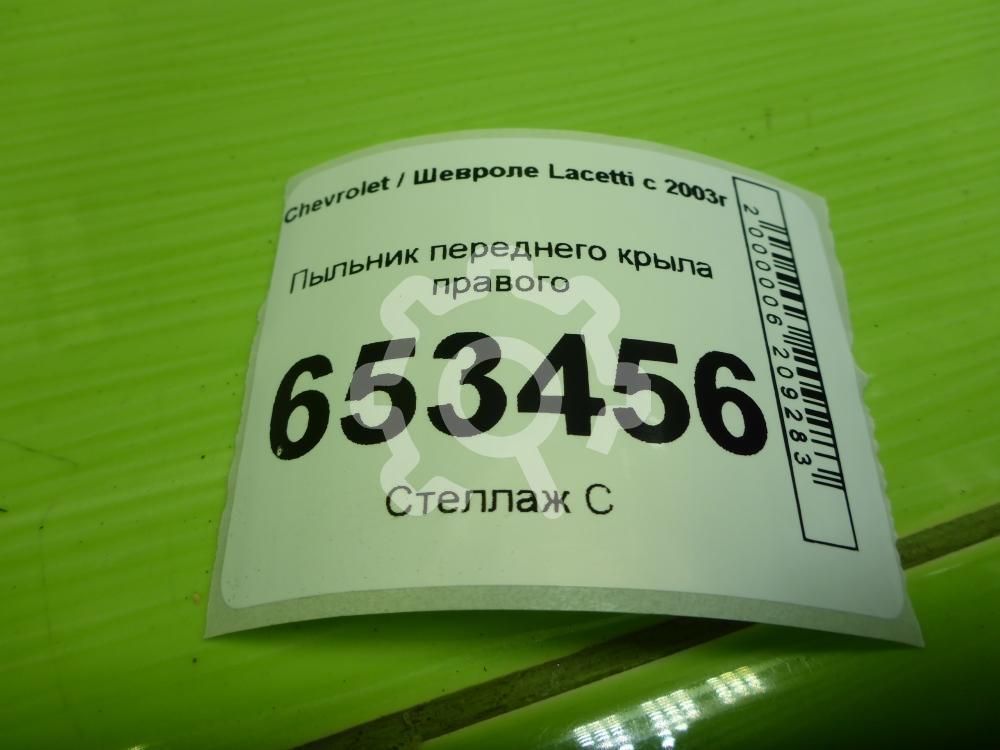 Chevrolet / Шевроле Lacetti с 2003г
Пыльник переднего крыла
правого
653456
Стеллаж С
2000006209283